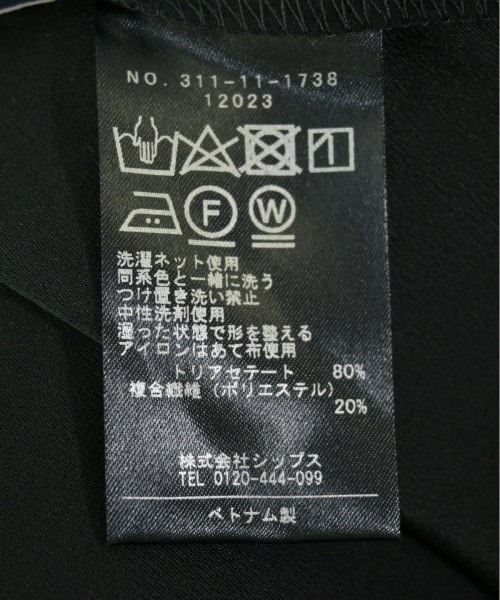 NO. 311-11-1738
12023
F
W
洗濯ネット使用
同系色と一緒に洗う
つけ置き洗い禁止
中性洗剤使用
湿った状態で形を整える
アイロンはあて布使用
トリアセテート 80%
複合繊維(ポリエステル)
20%
株式会社シップス
TEL 0120-444-099
ベトナム製